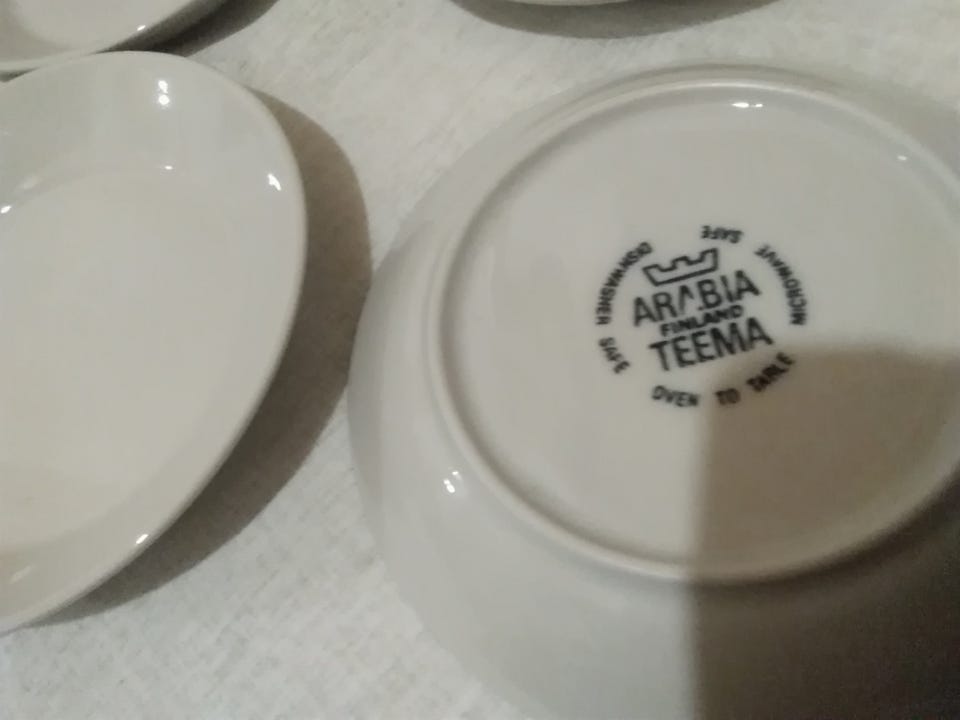 ARABIA
FINLAND
TEEMA
DISHWASHER SAFE
OVEN TO TABLE
MICROWAVE SAFE